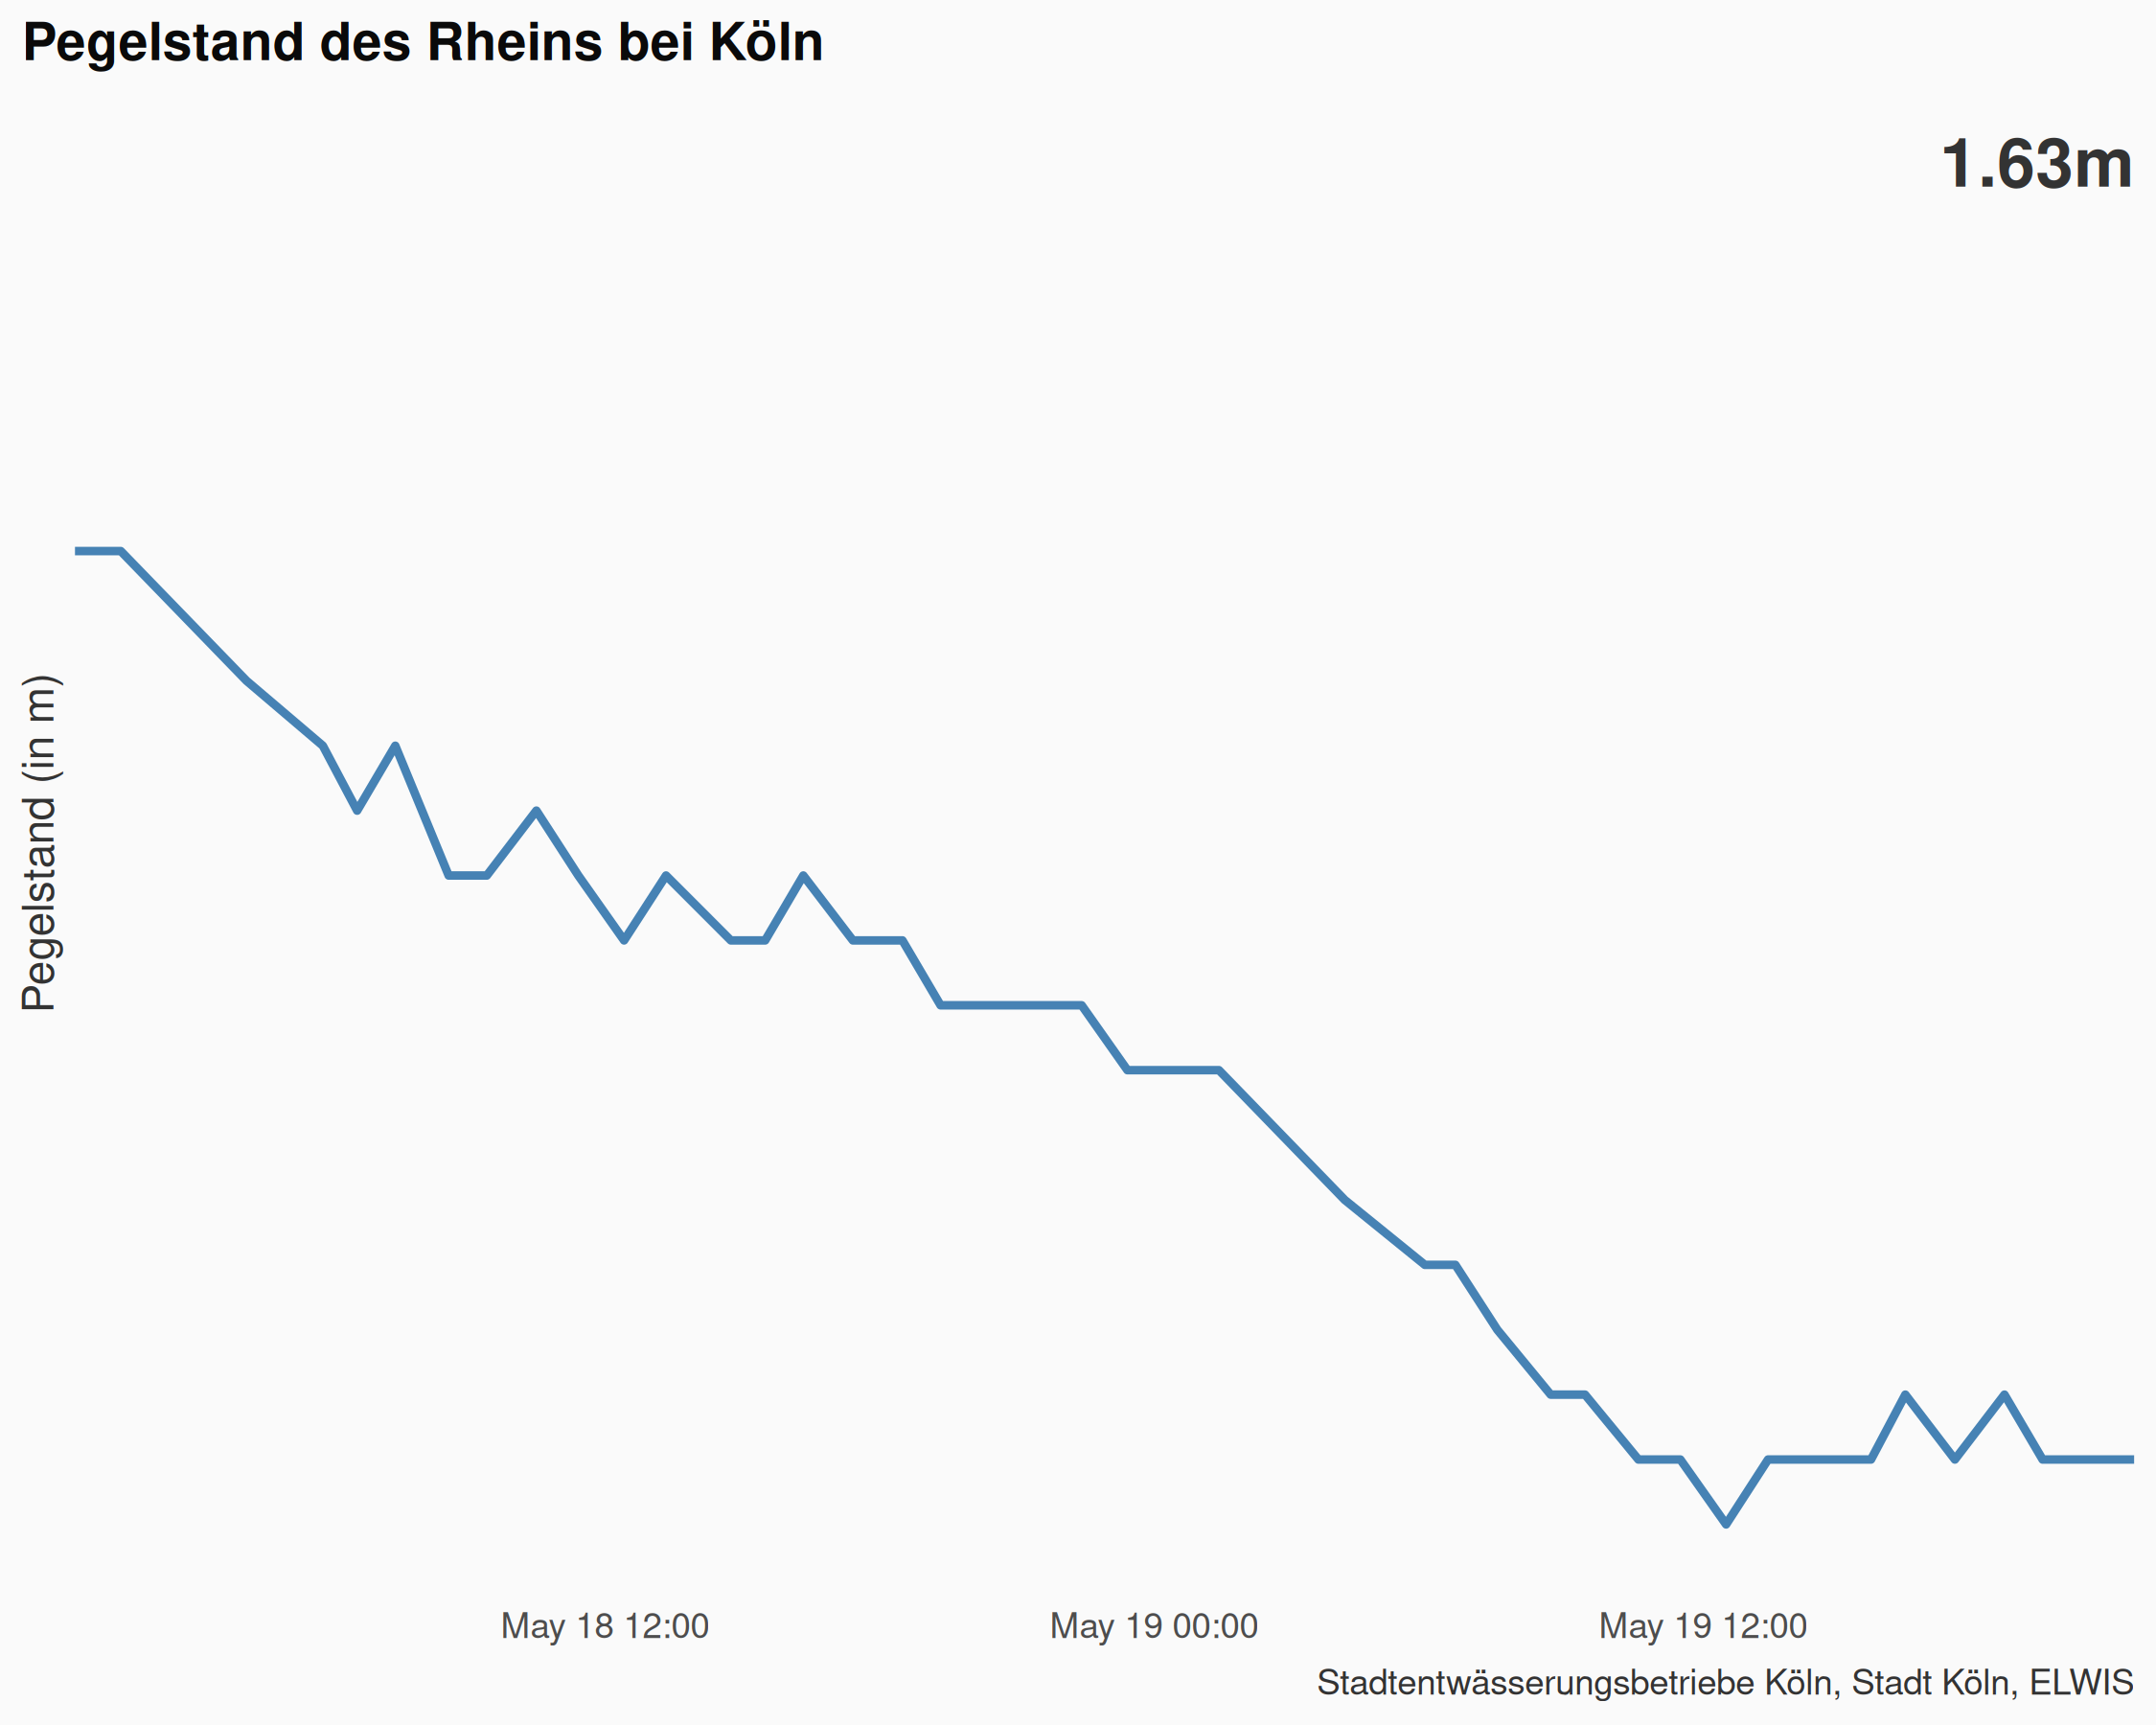 Pegelstand des Rheins bei Köln
1.63m
Pegelstand (in m)
May 18 12:00
May 19 00:00
May 19 12:00
Stadtentwässerungsbetriebe Köln, Stadt Köln, ELWIS